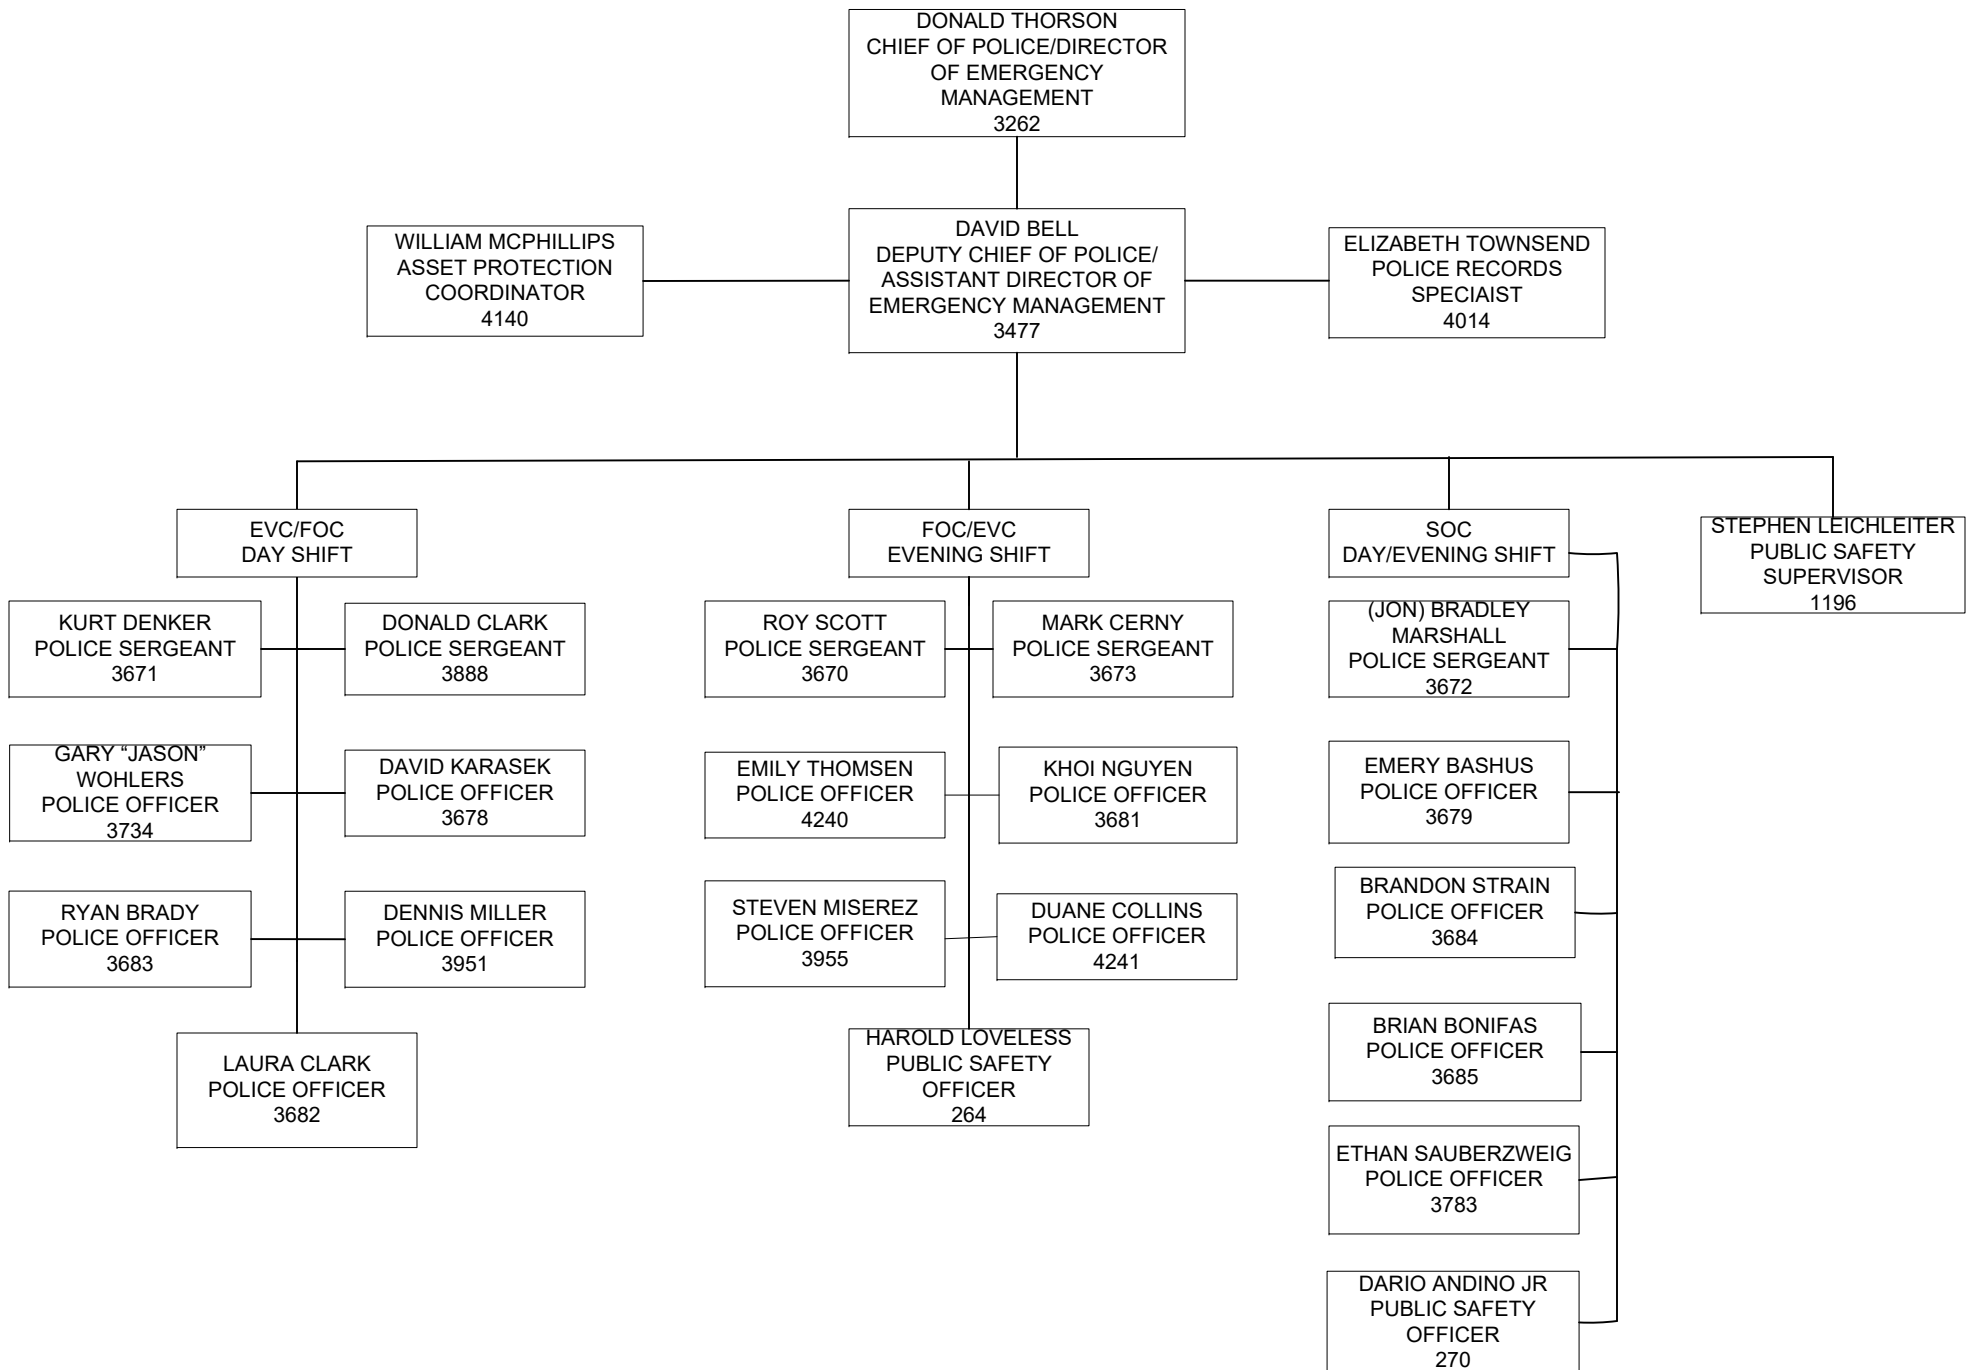 DONALD THORSON
CHIEF OF POLICE/DIRECTOR
OF EMERGENCY
MANAGEMENT
3262
WILLIAM MCPHILLIPS
ASSET PROTECTION
COORDINATOR
4140
DAVID BELL
DEPUTY CHIEF OF POLICE/
ASSISTANT DIRECTOR OF
EMERGENCY MANAGEMENT
3477
ELIZABETH TOWNSEND
POLICE RECORDS
SPECIAIST
4014
EVC/FOC
DAY SHIFT
KURT DENKER
POLICE SERGEANT
3671
DONALD CLARK
POLICE SERGEANT
3888
GARY “JASON”
WOHLERS
POLICE OFFICER
3734
DAVID KARASEK
POLICE OFFICER
3678
RYAN BRADY
POLICE OFFICER
3683
DENNIS MILLER
POLICE OFFICER
3951
LAURA CLARK
POLICE OFFICER
3682
FOC/EVC
EVENING SHIFT
ROY SCOTT
POLICE SERGEANT
3670
MARK CERNY
POLICE SERGEANT
3673
EMILY THOMSEN
POLICE OFFICER
4240
KHOI NGUYEN
POLICE OFFICER
3681
STEVEN MISEREZ
POLICE OFFICER
3955
DUANE COLLINS
POLICE OFFICER
4241
HAROLD LOVELESS
PUBLIC SAFETY
OFFICER
264
SOC
DAY/EVENING SHIFT
(JON) BRADLEY
MARSHALL
POLICE SERGEANT
3672
EMERY BASHUS
POLICE OFFICER
3679
BRANDON STRAIN
POLICE OFFICER
3684
BRIAN BONIFAS
POLICE OFFICER
3685
ETHAN SAUBERZWEIG
POLICE OFFICER
3783
DARIO ANDINO JR
PUBLIC SAFETY
OFFICER
270
STEPHEN LEICHLEITER
PUBLIC SAFETY
SUPERVISOR
1196